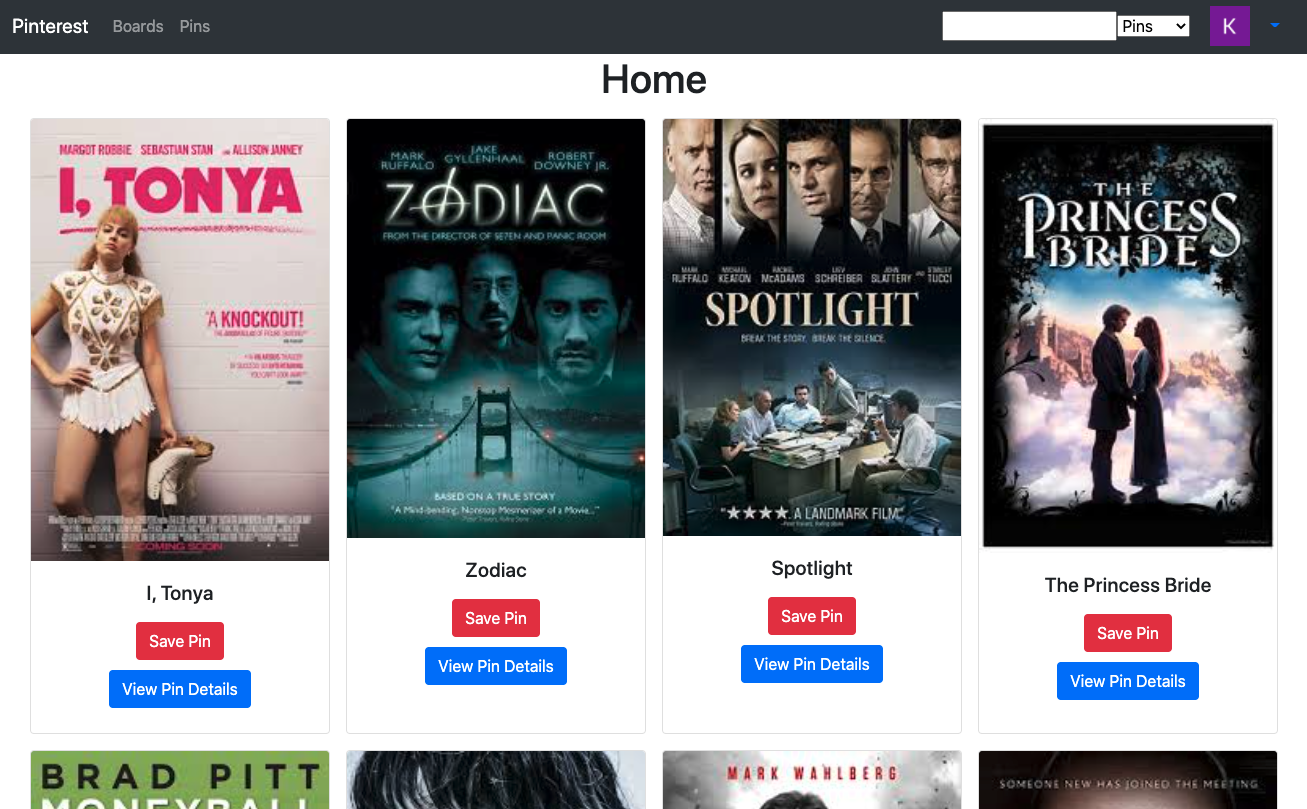 Pinterest Boards Pins Pins K
Home
MARGOT ROBBIE SEBASTIAN STAN AND ALLISON JANNEY
I, TONYA
"A KNOCKOUT!
COMING SOON
I, Tonya
Save Pin
View Pin Details
MARK RUFFALO JAKE GYLLENHAAL ROBERT DOWNEY JR.
ZODIAC
FROM THE DIRECTOR OF SE7EN AND PANIC ROOM
BASED ON A TRUE STORY
"A Mind-bending, Nonstop Mesmerizer of a Movie..."
Zodiac
Save Pin
View Pin Details
MARK RUFFALO MICHAEL KEATON RACHEL McADAMS LIEV SCHREIBER JOHN SLATTERY AND STANLEY TUCCI
SPOTLIGHT
BREAK THE STORY. BREAK THE SILENCE.
"★★★★. A LANDMARK FILM."
Spotlight
Save Pin
View Pin Details
THE
PRINCESS
BRIDE
The Princess Bride
Save Pin
View Pin Details
BRAD PITT
MONEYBALL
MARK WAHLBERG
SOMEONE NEW HAS JOINED THE MEETING